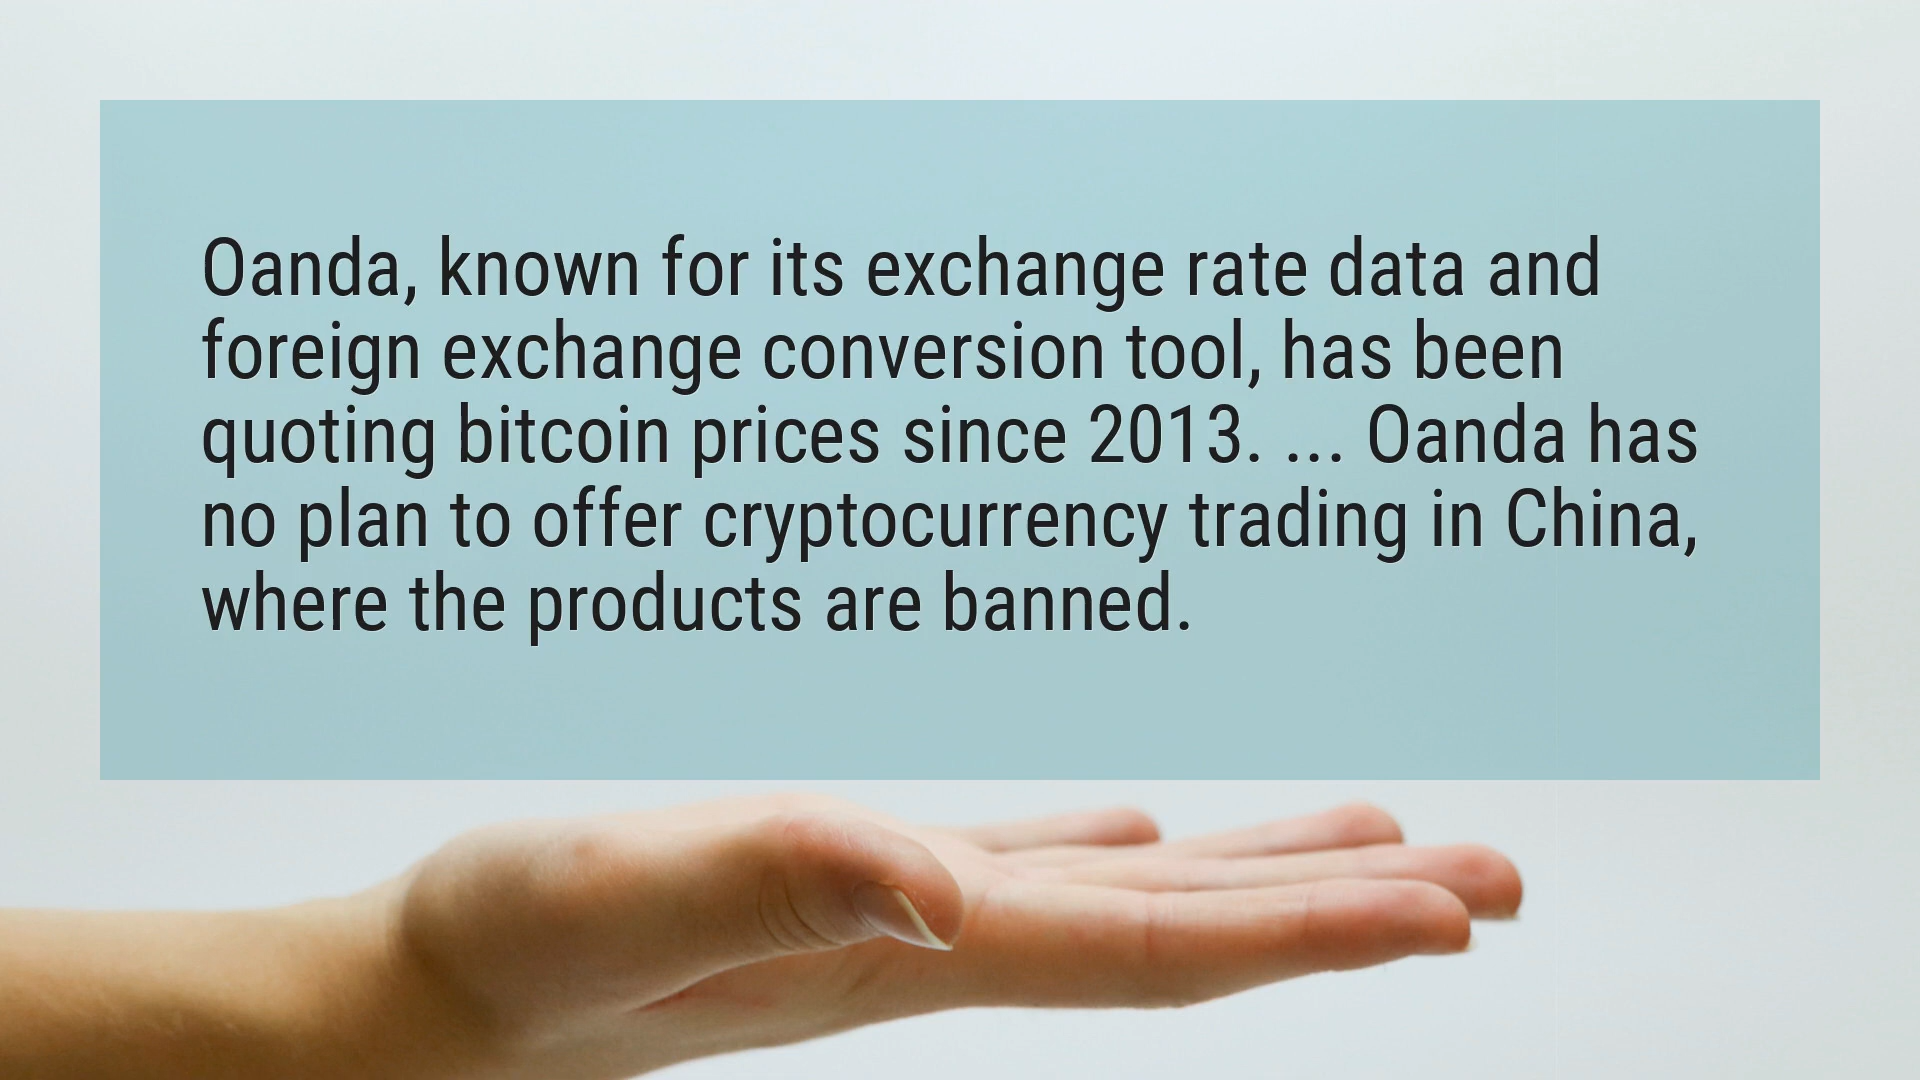 Oanda, known for its exchange rate data and
foreign exchange conversion tool, has been
quoting bitcoin prices since 2013. ... Oanda has
no plan to offer cryptocurrency trading in China,
where the products are banned.